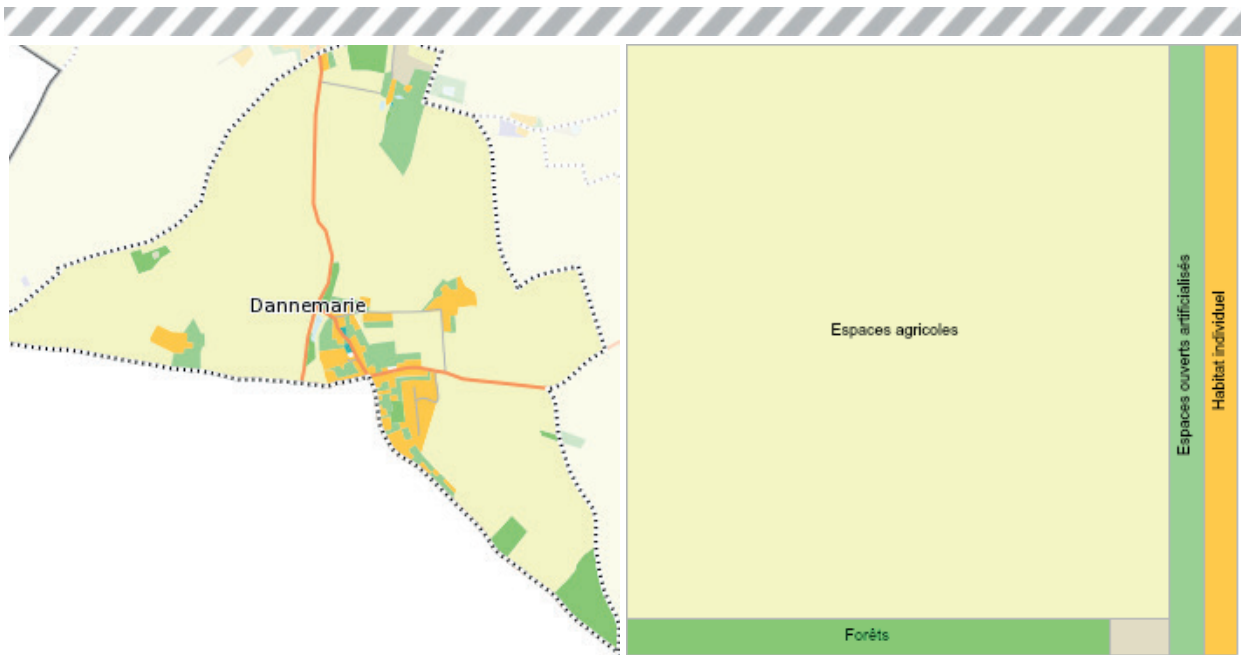 Dannemarie
Espaces agricoles
Forêts
Espaces ouverts artificialisés
Habitat individuel